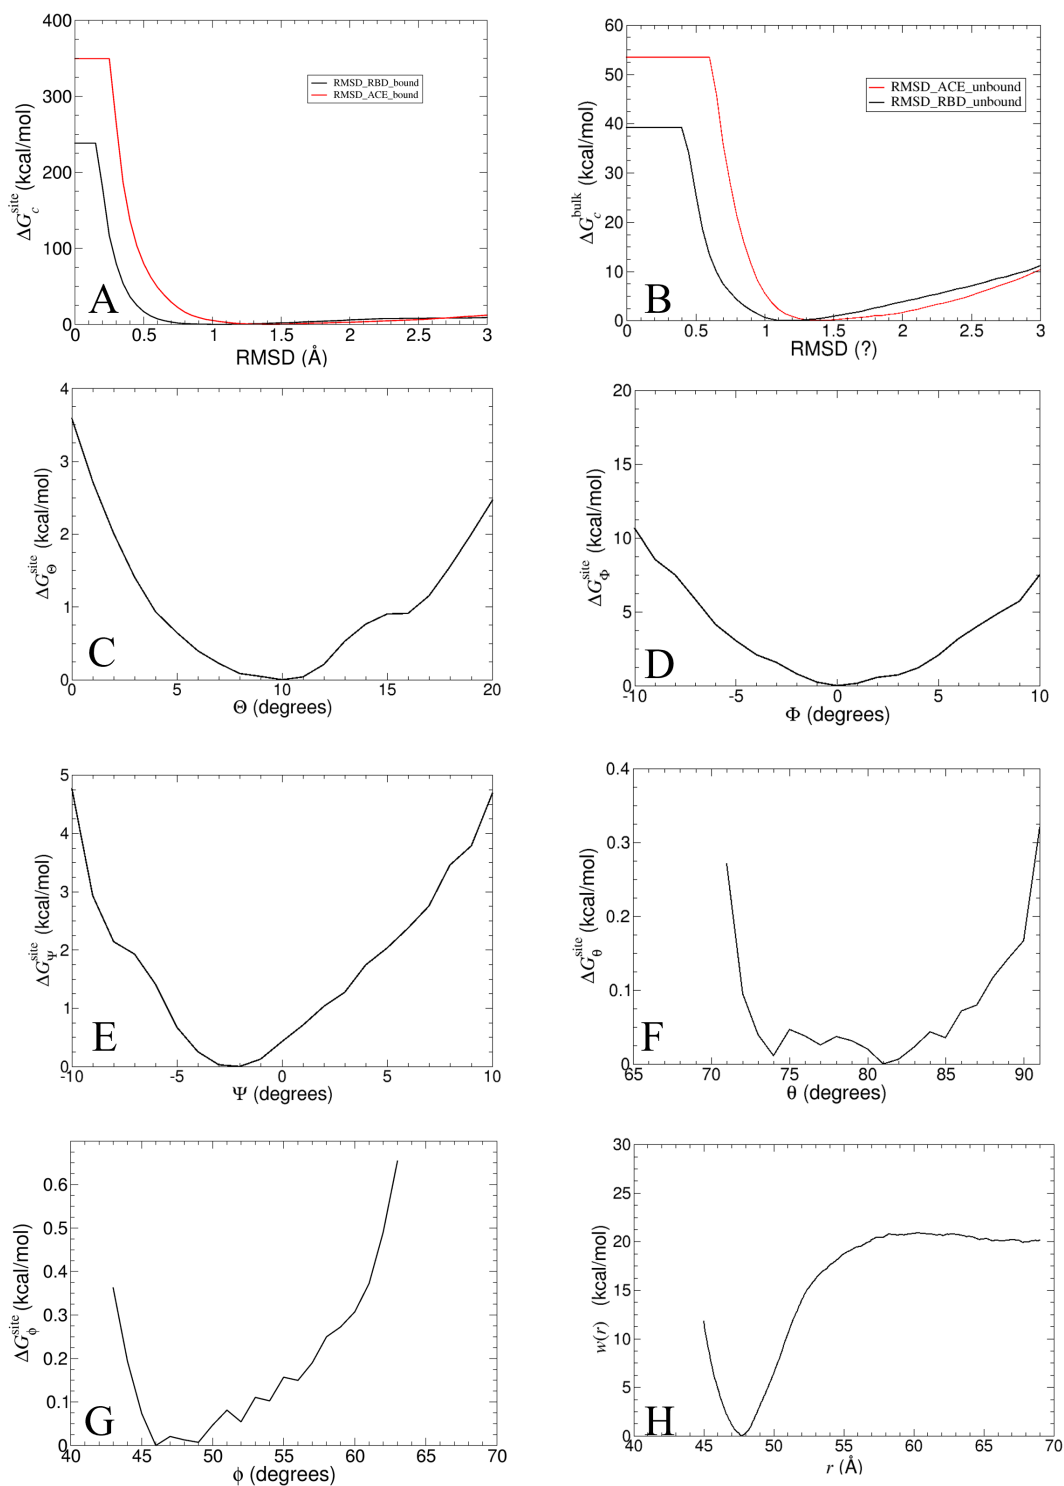 400
300
200
100
0
0 0.5 1 1.5 2 2.5 3
ΔG_c^site (kcal/mol)
RMSD_RBD_bound
RMSD_ACE_bound
A
RMSD (Å)
60
50
40
30
20
10
0
0 0.5 1 1.5 2 2.5 3
ΔG_c^bulk (kcal/mol)
RMSD_ACE_unbound
RMSD_RBD_unbound
B
RMSD (?)
4
3
2
1
0
0 5 10 15 20
ΔG_Θ^site (kcal/mol)
C
Θ (degrees)
20
15
10
5
0
-10 -5 0 5 10
ΔG_Φ^site (kcal/mol)
D
Φ (degrees)
5
4
3
2
1
0
-10 -5 0 5 10
ΔG_Ψ^site (kcal/mol)
E
Ψ (degrees)
0.4
0.3
0.2
0.1
0
65 70 75 80 85 90
ΔG_θ^site (kcal/mol)
F
θ (degrees)
0.6
0.5
0.4
0.3
0.2
0.1
0
40 45 50 55 60 65 70
ΔG_ϕ^site (kcal/mol)
G
ϕ (degrees)
30
25
20
15
10
5
0
40 45 50 55 60 65 70
w(r) (kcal/mol)
H
r (Å)